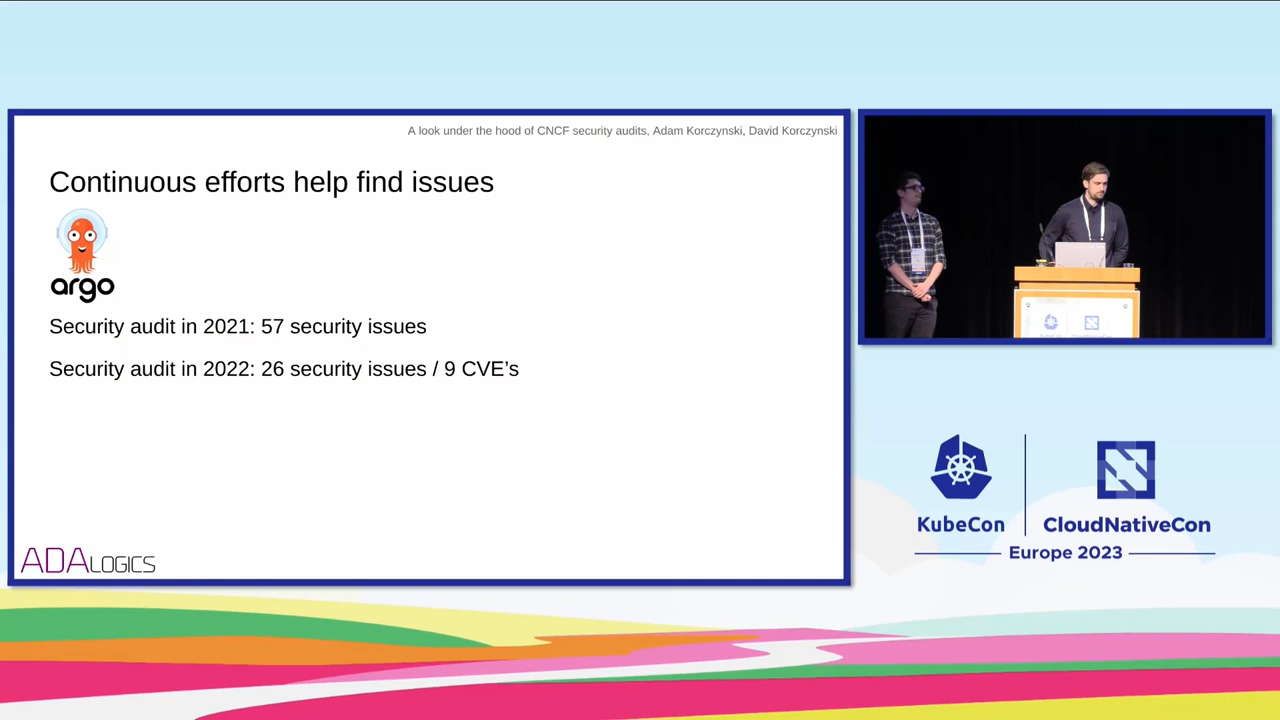 A look under the hood of CNCF security audits, Adam Korczynski, David Korczynski
Continuous efforts help find issues
argo
Security audit in 2021: 57 security issues
Security audit in 2022: 26 security issues / 9 CVE’s
ADALOGICS
KubeCon
CloudNativeCon
Europe 2023